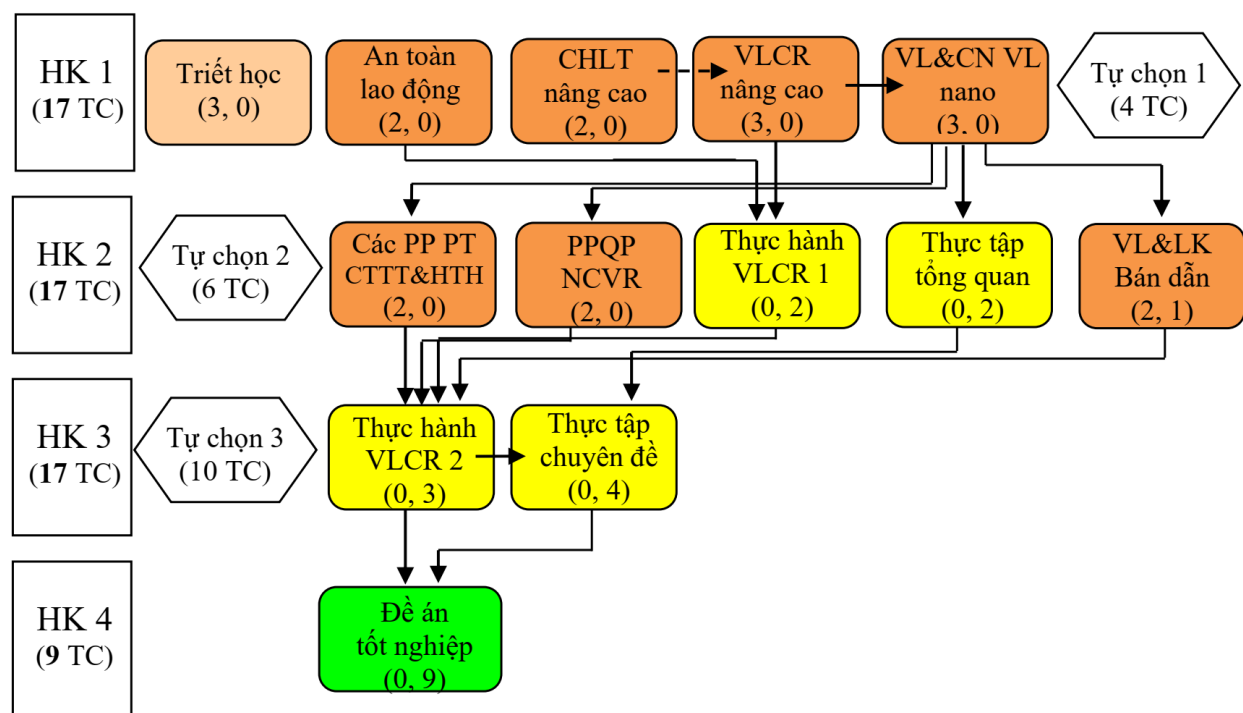 HK 1
(17 TC)
Triết học
(3, 0)
An toàn
lao động
(2, 0)
CHLT
nâng cao
(2, 0)
VLCR
nâng cao
(3, 0)
VL&CN VL
nano
(3, 0)
Tự chọn 1
(4 TC)
HK 2
(17 TC)
Tự chọn 2
(6 TC)
Các PP PT
CTTT&HTH
(2, 0)
PPQP
NCVR
(2, 0)
Thực hành
VLCR 1
(0, 2)
Thực tập
tổng quan
(0, 2)
VL&LK
Bán dẫn
(2, 1)
HK 3
(17 TC)
Tự chọn 3
(10 TC)
Thực hành
VLCR 2
(0, 3)
Thực tập
chuyên đề
(0, 4)
HK 4
(9 TC)
Đề án
tốt nghiệp
(0, 9)